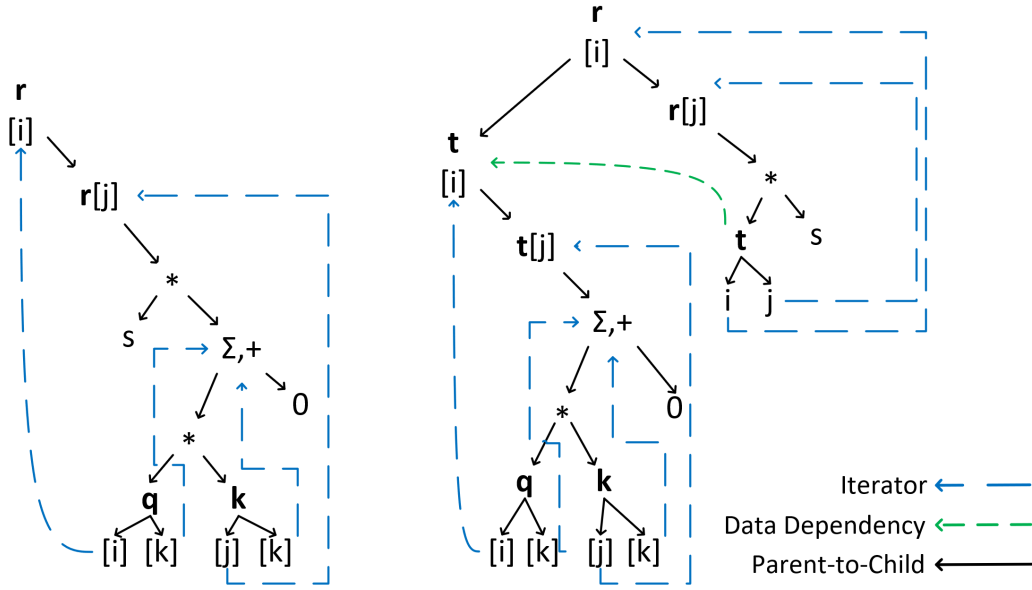 r
[i]
r[j]
*
s
Σ,+
0
*
q k
[i] [k] [j] [k]
r
[i]
r[j]
t
[i]
*
t s
t[j]
i j
Σ,+
0
*
q k
[i] [k] [j] [k]
Iterator
Data Dependency
Parent-to-Child